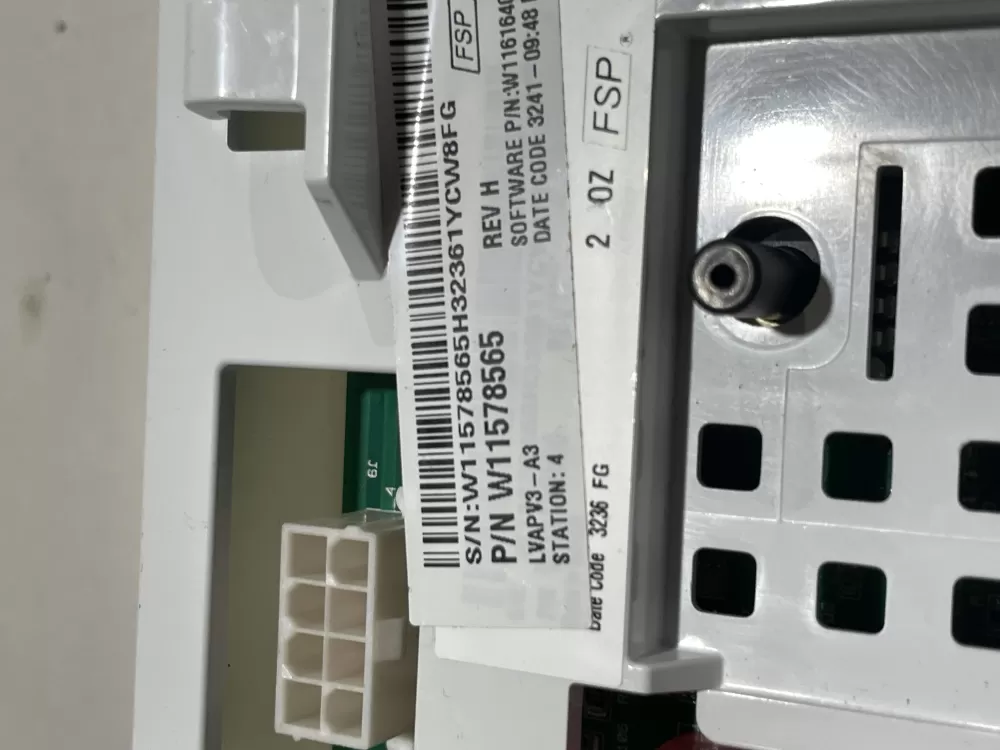 FSP
S/N:W11578565H32361YCW8FG
P/N W11578565
REV H
LVAPV3-A3
SOFTWARE
STATION: 4
DATE CODE 3241-09:48
2 OZ FSP ®
Date Code 3236 FG
J9
4